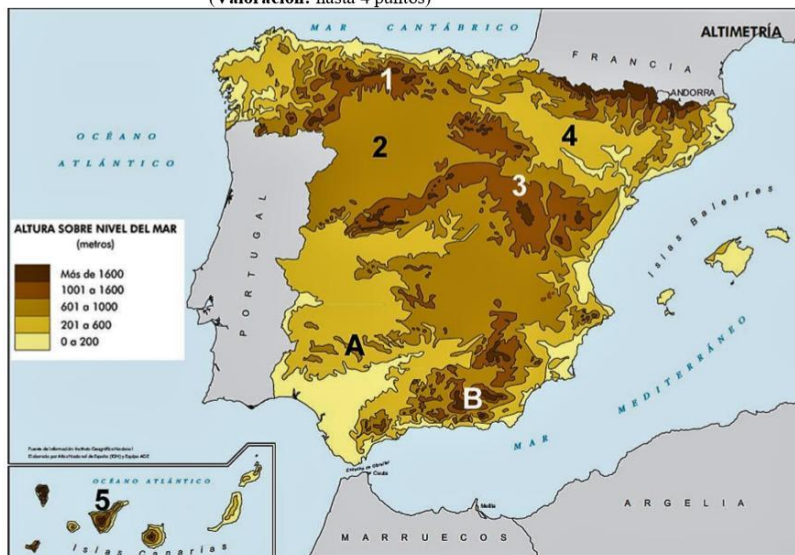 (Valoración: hasta 4 puntos)
MAR CANTÁBRICO
ALTIMETRÍA
FRANCIA
ANDORRA
1
OCÉANO
ATLÁNTICO
2
4
3
ALTURA SOBRE NIVEL DEL MAR
(metros)
Más de 1600
1001 a 1600
601 a 1000
201 a 600
0 a 200
PORTUGAL
Islas Baleares
A
B
MAR MEDITERRÁNEO
MAR
OCÉANO ATLÁNTICO
5
Islas Canarias
Ceuta
Melilla
MARRUECOS
ARGELIA